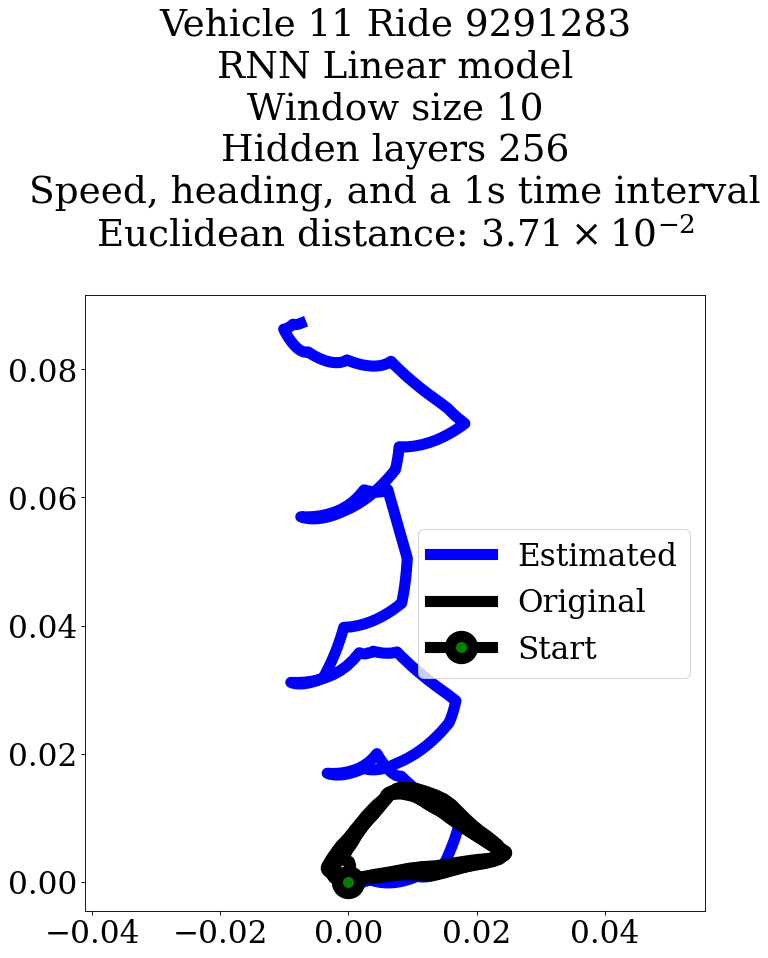 Vehicle 11 Ride 9291283
RNN Linear model
Window size 10
Hidden layers 256
Speed, heading, and a 1s time interval
Euclidean distance: 3.71 × 10⁻²
0.08
0.06
0.04
0.02
0.00
Estimated
Original
Start
−0.04
−0.02
0.00
0.02
0.04